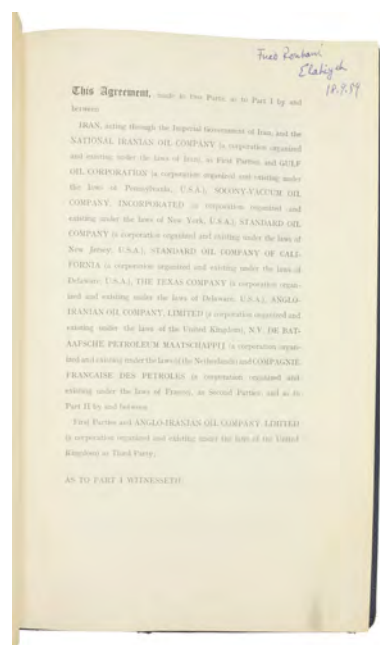 Fuad Rouhani
18.9.54
This Agreement, made in two Parts, as to Part I by and
between
IRAN, acting through the Imperial Government of Iran, and the
NATIONAL IRANIAN OIL COMPANY (a corporation organized
and existing under the laws of Iran), as First Parties, and GULF
OIL CORPORATION (a corporation organized and existing under
the laws of Pennsylvania, U.S.A.), SOCONY-VACUUM OIL
COMPANY, INCORPORATED (a corporation organized and
existing under the laws of New York, U.S.A.), STANDARD OIL
COMPANY (a corporation organized and existing under the laws of
New Jersey, U.S.A.), STANDARD OIL COMPANY OF CALI-
FORNIA (a corporation organized and existing under the laws of
Delaware, U.S.A.), THE TEXAS COMPANY (a corporation organ-
ized and existing under the laws of Delaware, U.S.A.), ANGLO-
IRANIAN OIL COMPANY, LIMITED (a corporation organized and
existing under the laws of the United Kingdom), N.V. DE BAT-
AAFSCHE PETROLEUM MAATSCHAPPIJ (a corporation organ-
ized and existing under the laws of the Netherlands) and COMPAGNIE
FRANCAISE DES PETROLES (a corporation organized and
existing under the laws of France), as Second Parties; and as to
Part II by and between
First Parties and ANGLO-IRANIAN OIL COMPANY, LIMITED
(a corporation organized and existing under the laws of the United
Kingdom) as Third Party;
AS TO PART I WITNESSETH: